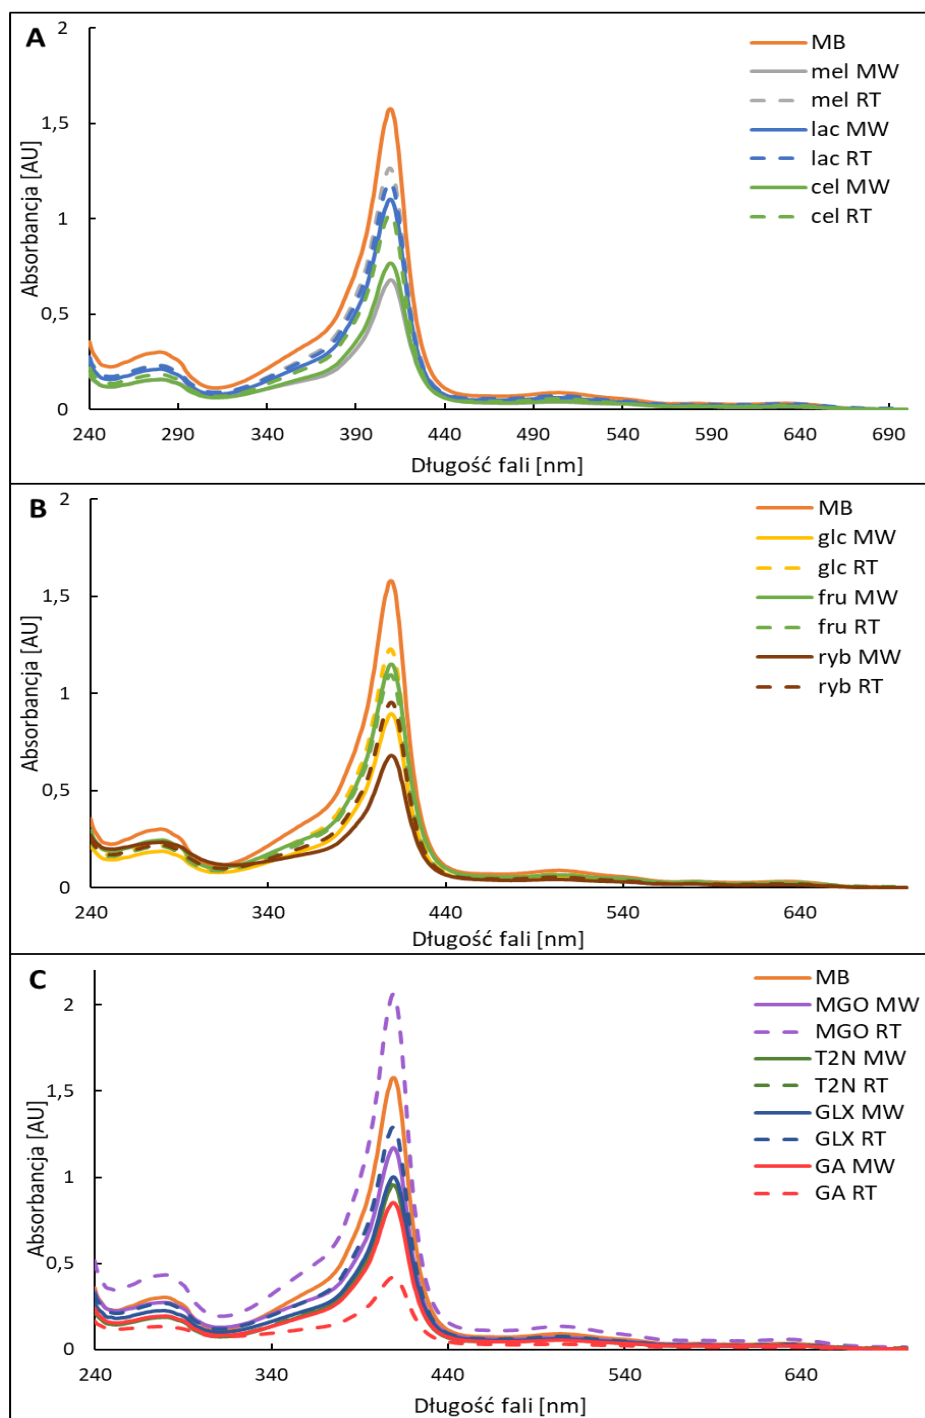 A
2
1,5
1
0,5
0
Absorbancja [AU]
240 290 340 390 440 490 540 590 640 690
Długość fali [nm]
MB
mel MW
mel RT
lac MW
lac RT
cel MW
cel RT
B
2
1,5
1
0,5
0
Absorbancja [AU]
240 340 440 540 640
Długość fali [nm]
MB
glc MW
glc RT
fru MW
fru RT
ryb MW
ryb RT
C
2
1,5
1
0,5
0
Absorbancja [AU]
240 340 440 540 640
Długość fali [nm]
MB
MGO MW
MGO RT
T2N MW
T2N RT
GLX MW
GLX RT
GA MW
GA RT